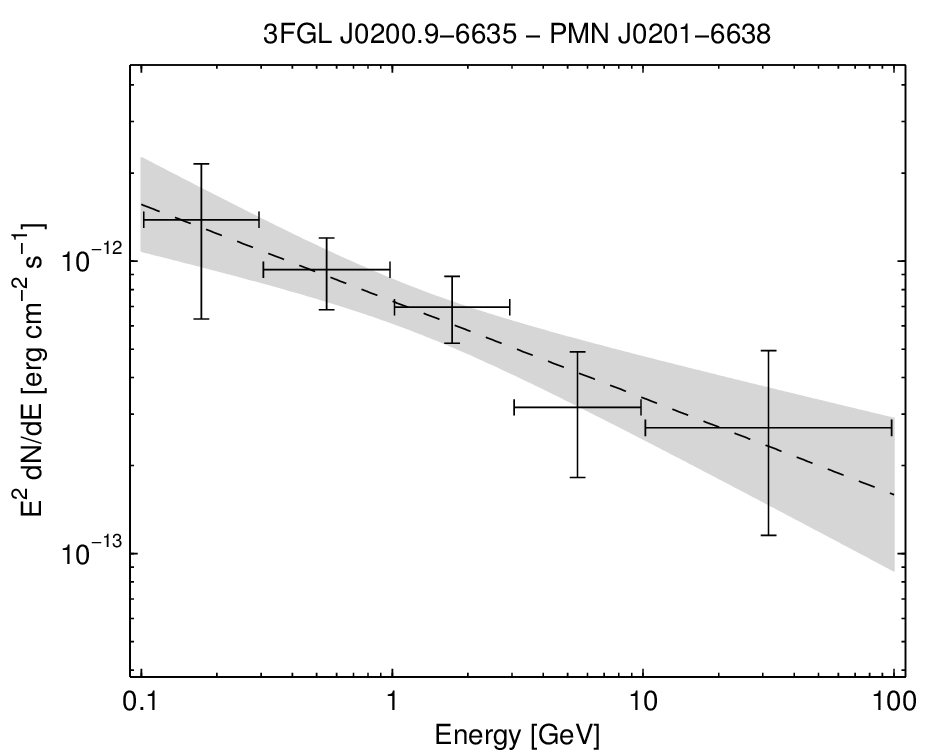 3FGL J0200.9−6635 − PMN J0201−6638
E² dN/dE [erg cm⁻² s⁻¹]
10⁻¹²
10⁻¹³
0.1 1 10 100
Energy [GeV]